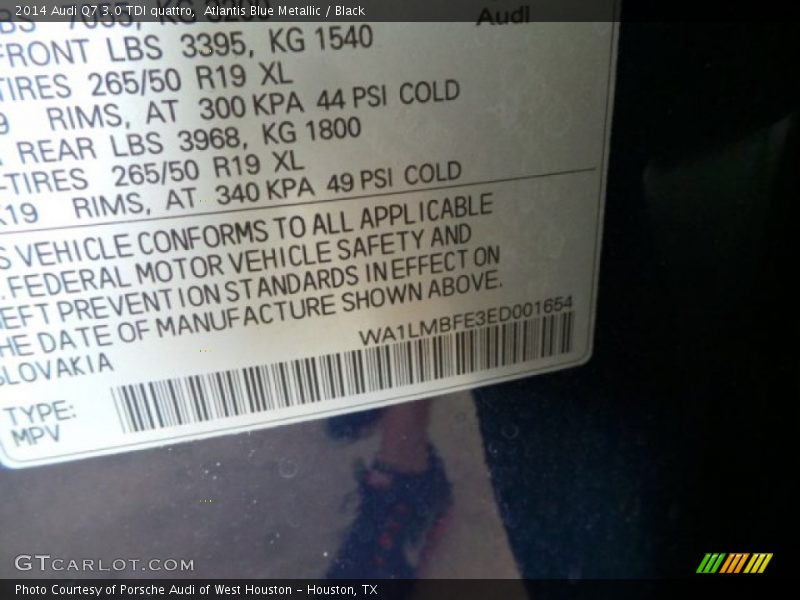 2014 Audi Q7 3.0 TDI quattro, Atlantis Blue Metallic / Black
Audi
FRONT LBS 3395, KG 1540
TIRES 265/50 R19 XL
9 RIMS, AT 300 KPA 44 PSI COLD
REAR LBS 3968, KG 1800
-TIRES 265/50 R19 XL
19 RIMS, AT 340 KPA 49 PSI COLD
S VEHICLE CONFORMS TO ALL APPLICABLE
.FEDERAL MOTOR VEHICLE SAFETY AND
EFT PREVENTION STANDARDS IN EFFECT ON
HE DATE OF MANUFACTURE SHOWN ABOVE.
WA1LMBFE3ED001654
SLOVAKIA
TYPE:
MPV
GTCARLOT.COM
Photo Courtesy of Porsche Audi of West Houston - Houston, TX